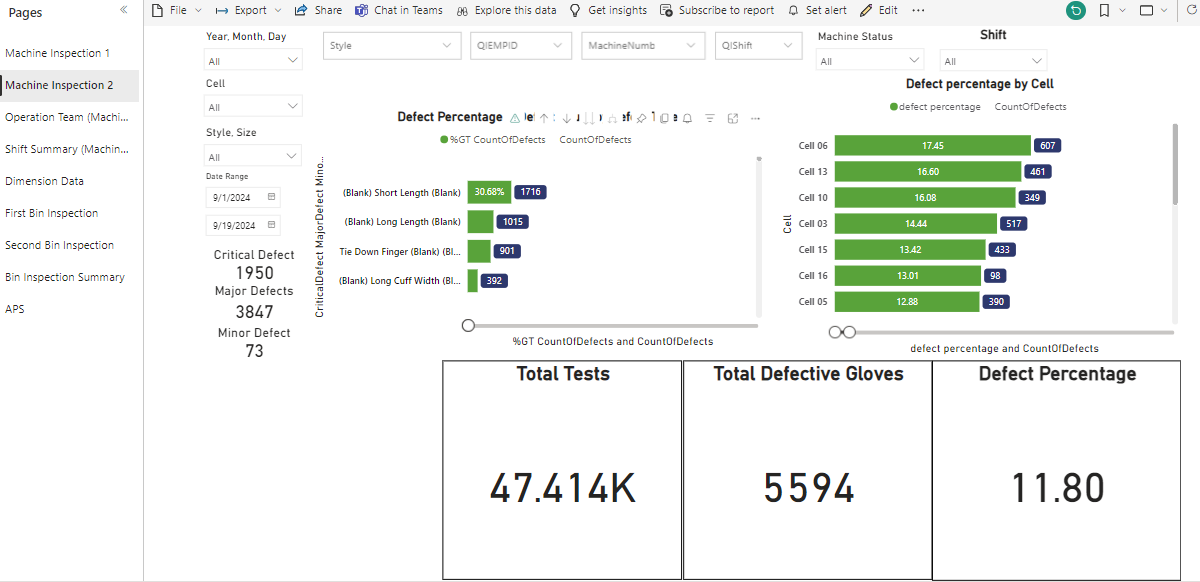 Pages
File
Export
Share
Chat in Teams
Explore this data
Get insights
Subscribe to report
Set alert
Edit
Machine Inspection 1
Machine Inspection 2
Operation Team (Machi...
Shift Summary (Machin...
Dimension Data
First Bin Inspection
Second Bin Inspection
Bin Inspection Summary
APS
Year, Month, Day
All
Cell
All
Style, Size
All
Date Range
9/1/2024
9/19/2024
Critical Defect
1950
Major Defects
3847
Minor Defect
73
Style
QIEMPID
MachineNumb
QIShift
Machine Status
All
Shift
All
Defect Percentage
%GT CountOfDefects
CountOfDefects
CriticalDefect MajorDefect Mino...
(Blank) Short Length (Blank) 30.68% 1716
(Blank) Long Length (Blank) 1015
Tie Down Finger (Blank) (Bl... 901
(Blank) Long Cuff Width (Bl... 392
%GT CountOfDefects and CountOfDefects
Defect percentage by Cell
defect percentage
CountOfDefects
Cell
Cell 06 17.45 607
Cell 13 16.60 461
Cell 10 16.08 349
Cell 03 14.44 517
Cell 15 13.42 433
Cell 16 13.01 98
Cell 05 12.88 390
defect percentage and CountOfDefects
Total Tests
47.414K
Total Defective Gloves
5594
Defect Percentage
11.80